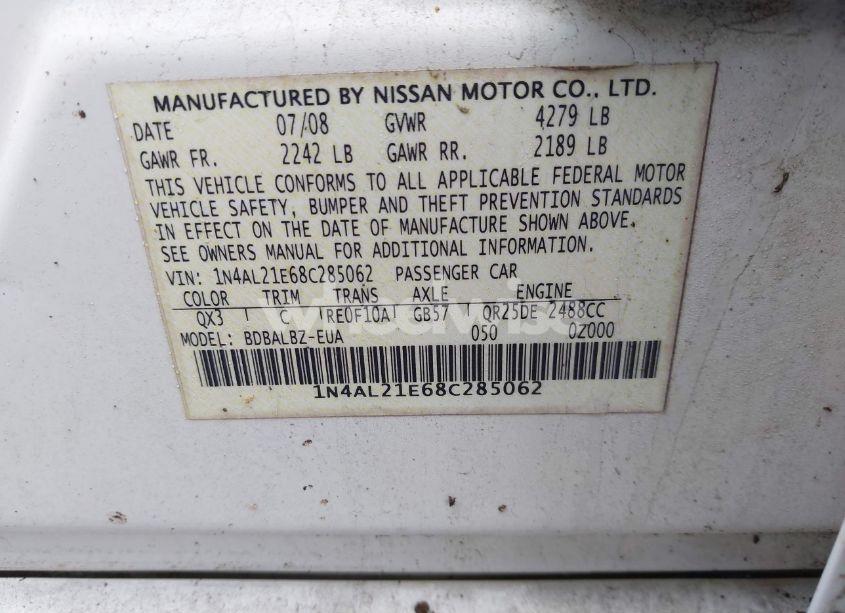 MANUFACTURED BY NISSAN MOTOR CO., LTD.
DATE 07/08 GVWR 4279 LB
GAWR FR. 2242 LB GAWR RR. 2189 LB
THIS VEHICLE CONFORMS TO ALL APPLICABLE FEDERAL MOTOR
VEHICLE SAFETY, BUMPER AND THEFT PREVENTION STANDARDS
IN EFFECT ON THE DATE OF MANUFACTURE SHOWN ABOVE.
SEE OWNERS MANUAL FOR ADDITIONAL INFORMATION.
VIN: 1N4AL21E68C285062 PASSENGER CAR
COLOR TRIM TRANS AXLE ENGINE
QX3 C RE0F10A GB57 QR25DE 2488CC
MODEL: BDBALBZ-EUA 050 0Z000
1N4AL21E68C285062